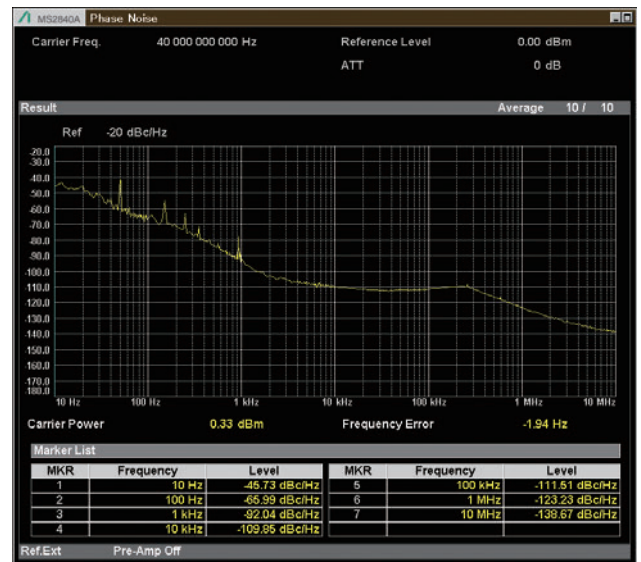 MS2840A Phase Noise
Carrier Freq. 40 000 000 000 Hz Reference Level 0.00 dBm
ATT 0 dB
Result Average 10 / 10
Ref -20 dBc/Hz
-20.0
-30.0
-40.0
-50.0
-60.0
-70.0
-80.0
-90.0
-100.0
-110.0
-120.0
-130.0
-140.0
-150.0
-160.0
-170.0
-180.0
10 Hz 100 Hz 1 kHz 10 kHz 100 kHz 1 MHz 10 MHz
Carrier Power 0.33 dBm Frequency Error -1.94 Hz
Marker List
MKR Frequency Level MKR Frequency Level
1 10 Hz -45.73 dBc/Hz 5 100 kHz -111.51 dBc/Hz
2 100 Hz -65.99 dBc/Hz 6 1 MHz -123.23 dBc/Hz
3 1 kHz -92.04 dBc/Hz 7 10 MHz -138.67 dBc/Hz
4 10 kHz -109.85 dBc/Hz
Ref.Ext Pre-Amp Off